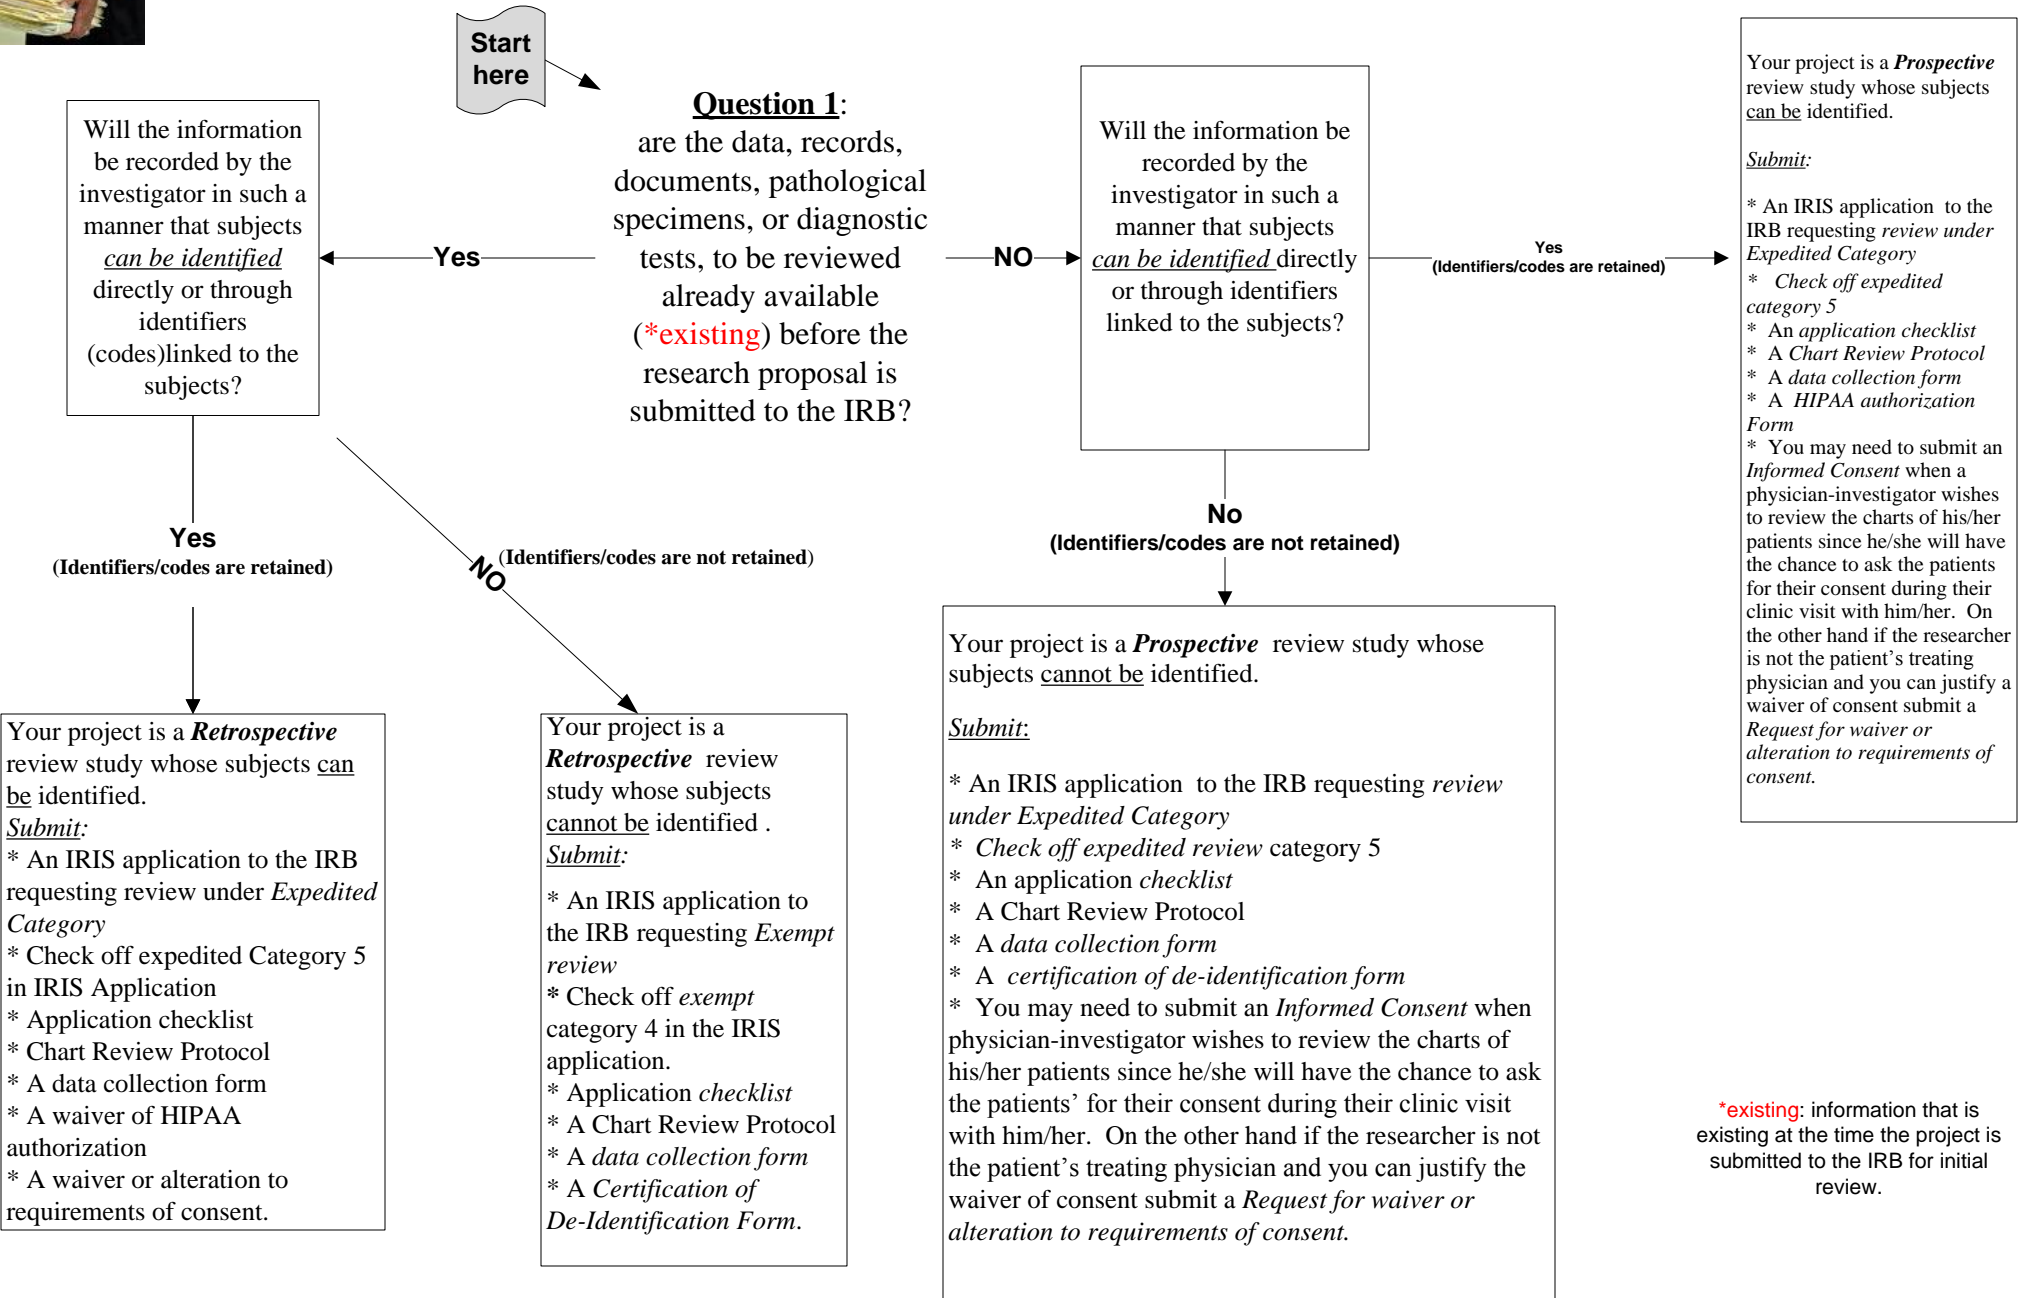 Start
here
Question 1:
are the data, records,
documents, pathological
specimens, or diagnostic
tests, to be reviewed
already available
(*existing) before the
research proposal is
submitted to the IRB?
Yes
NO
Will the information
be recorded by the
investigator in such a
manner that subjects
can be identified
directly or through
identifiers
(codes)linked to the
subjects?
Yes
(Identifiers/codes are retained)
NO
(Identifiers/codes are not retained)
Your project is a Retrospective
review study whose subjects can
be identified.
Submit:
* An IRIS application to the IRB
requesting review under Expedited
Category
* Check off expedited Category 5
in IRIS Application
* Application checklist
* Chart Review Protocol
* A data collection form
* A waiver of HIPAA
authorization
* A waiver or alteration to
requirements of consent.
Your project is a
Retrospective review
study whose subjects
cannot be identified .
Submit:
* An IRIS application to
the IRB requesting Exempt
review
* Check off exempt
category 4 in the IRIS
application.
* Application checklist
* A Chart Review Protocol
* A data collection form
* A Certification of
De-Identification Form.
Will the information be
recorded by the
investigator in such a
manner that subjects
can be identified directly
or through identifiers
linked to the subjects?
Yes
(Identifiers/codes are retained)
No
(Identifiers/codes are not retained)
Your project is a Prospective review study whose
subjects cannot be identified.
Submit:
* An IRIS application to the IRB requesting review
under Expedited Category
* Check off expedited review category 5
* An application checklist
* A Chart Review Protocol
* A data collection form
* A certification of de-identification form
* You may need to submit an Informed Consent when
physician-investigator wishes to review the charts of
his/her patients since he/she will have the chance to ask
the patients’ for their consent during their clinic visit
with him/her. On the other hand if the researcher is not
the patient’s treating physician and you can justify the
waiver of consent submit a Request for waiver or
alteration to requirements of consent.
Your project is a Prospective
review study whose subjects
can be identified.
Submit:
* An IRIS application to the
IRB requesting review under
Expedited Category
* Check off expedited
category 5
* An application checklist
* A Chart Review Protocol
* A data collection form
* A HIPAA authorization
Form
* You may need to submit an
Informed Consent when a
physician-investigator wishes
to review the charts of his/her
patients since he/she will have
the chance to ask the patients
for their consent during their
clinic visit with him/her. On
the other hand if the researcher
is not the patient’s treating
physician and you can justify a
waiver of consent submit a
Request for waiver or
alteration to requirements of
consent.
*existing: information that is
existing at the time the project is
submitted to the IRB for initial
review.